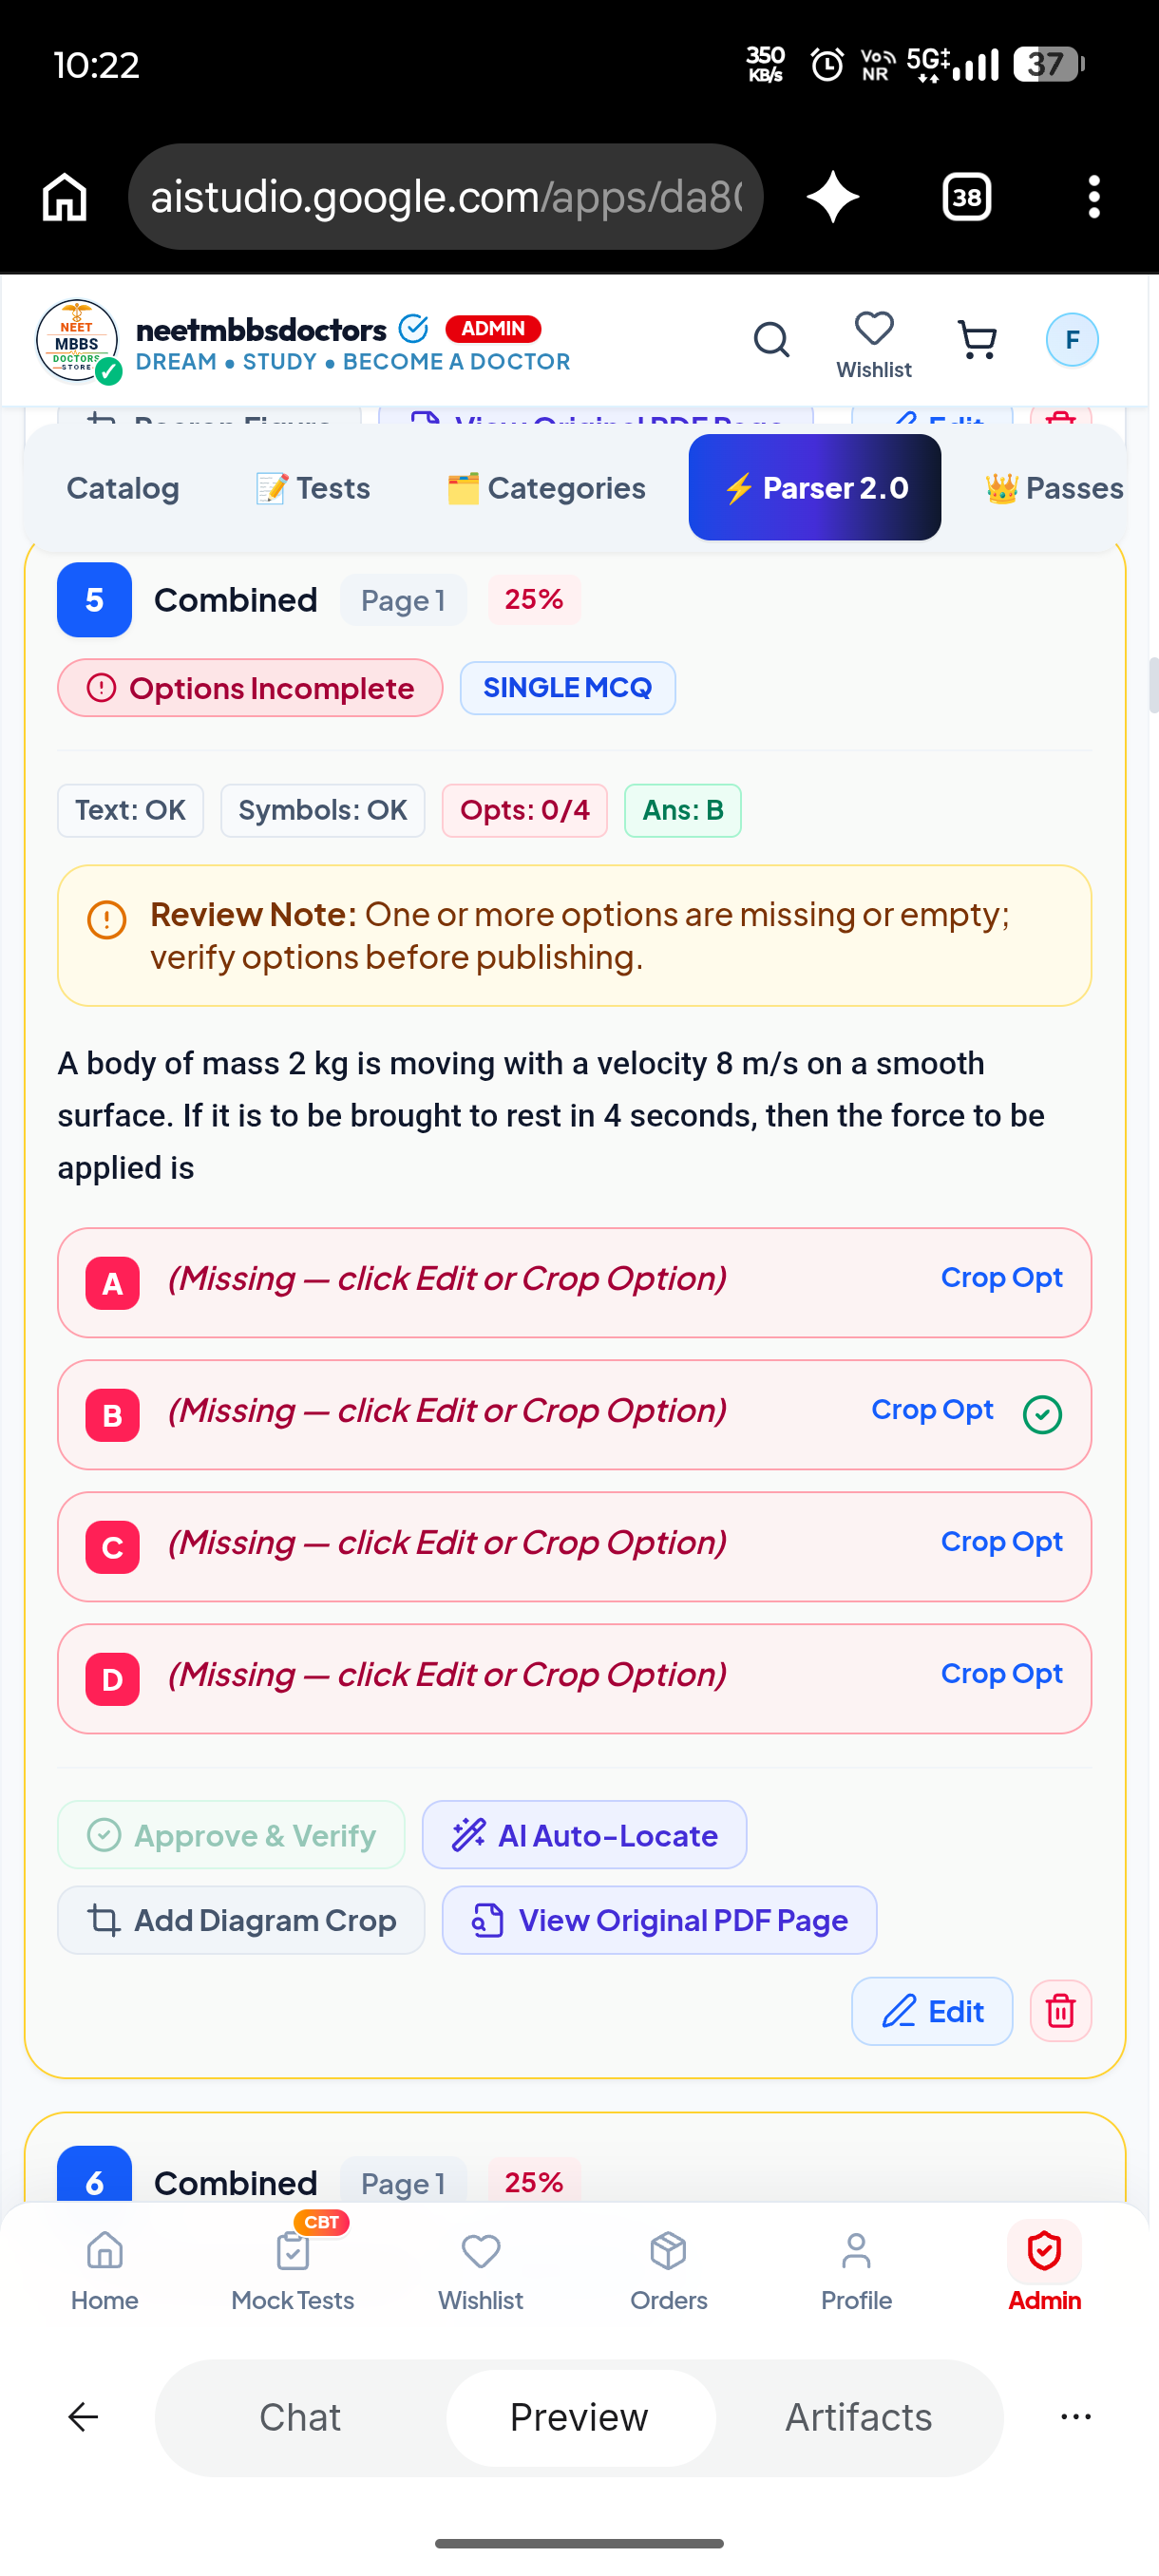 10:22
350 KB/s
Vo NR
5G
37
aistudio.google.com/apps/da8
38
NEET
MBBS
DOCTORS
STORE
neetmbbsdoctors
ADMIN
DREAM • STUDY • BECOME A DOCTOR
Wishlist
F
View Original PDF Page
Edit
Catalog
📝 Tests
🗂️ Categories
⚡ Parser 2.0
👑 Passes
5
Combined
Page 1
25%
Options Incomplete
SINGLE MCQ
Text: OK
Symbols: OK
Opts: 0/4
Ans: B
Review Note: One or more options are missing or empty;
verify options before publishing.
A body of mass 2 kg is moving with a velocity 8 m/s on a smooth
surface. If it is to be brought to rest in 4 seconds, then the force to be
applied is
A
(Missing — click Edit or Crop Option)
Crop Opt
B
(Missing — click Edit or Crop Option)
Crop Opt
C
(Missing — click Edit or Crop Option)
Crop Opt
D
(Missing — click Edit or Crop Option)
Crop Opt
Approve & Verify
AI Auto-Locate
Add Diagram Crop
View Original PDF Page
Edit
6
Combined
Page 1
25%
CBT
Home
Mock Tests
Wishlist
Orders
Profile
Admin
Chat
Preview
Artifacts